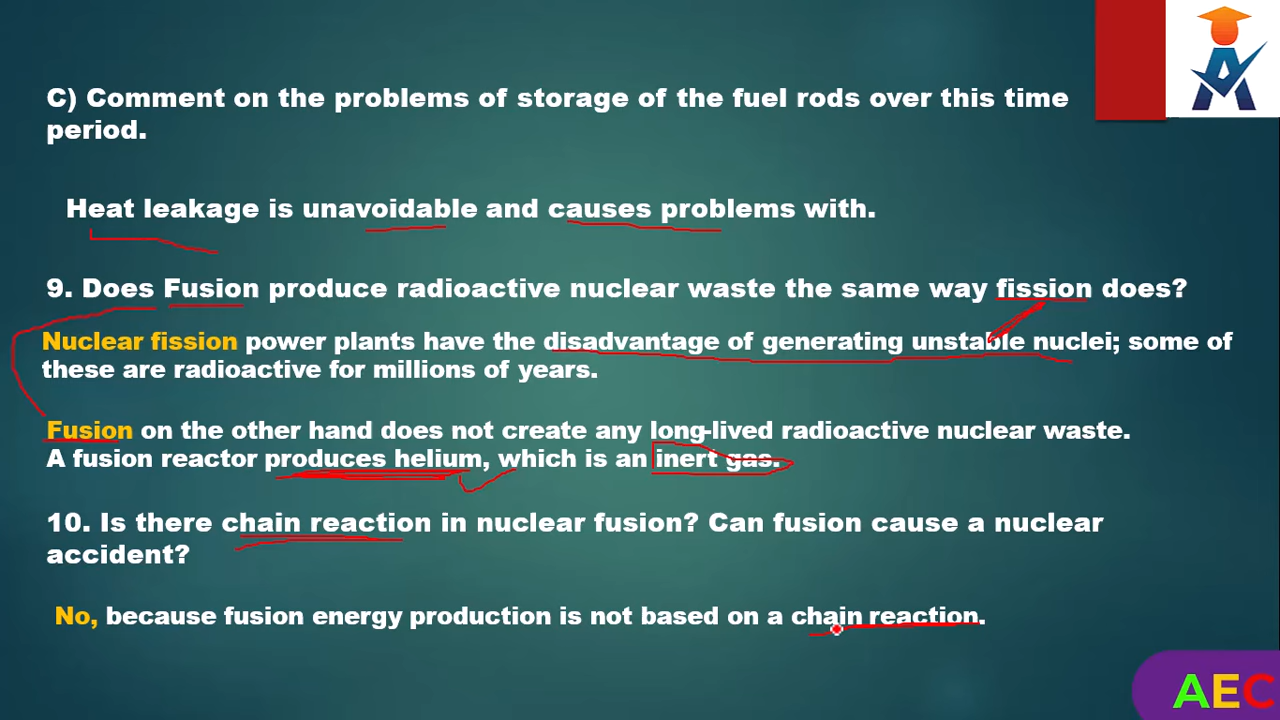 C) Comment on the problems of storage of the fuel rods over this time
period.
Heat leakage is unavoidable and causes problems with.
9. Does Fusion produce radioactive nuclear waste the same way fission does?
Nuclear fission power plants have the disadvantage of generating unstable nuclei; some of
these are radioactive for millions of years.
Fusion on the other hand does not create any long-lived radioactive nuclear waste.
A fusion reactor produces helium, which is an inert gas.
10. Is there chain reaction in nuclear fusion? Can fusion cause a nuclear
accident?
No, because fusion energy production is not based on a chain reaction.
AEC